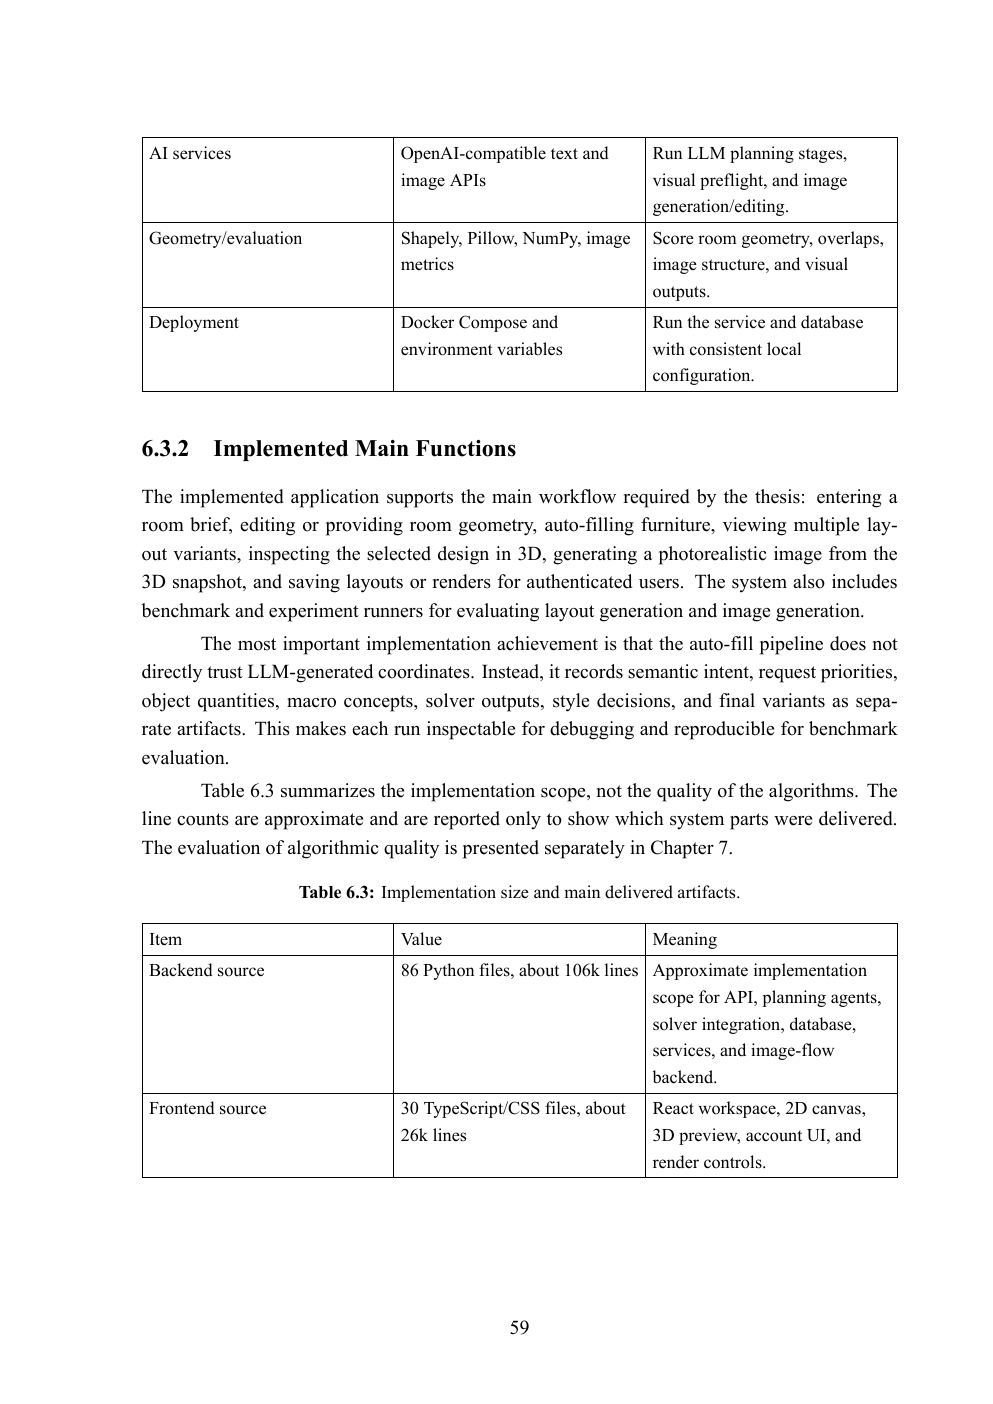 AI services
OpenAI-compatible text and
image APIs
Run LLM planning stages,
visual preflight, and image
generation/editing.
Geometry/evaluation
Shapely, Pillow, NumPy, image
metrics
Score room geometry, overlaps,
image structure, and visual
outputs.
Deployment
Docker Compose and
environment variables
Run the service and database
with consistent local
configuration.
6.3.2 Implemented Main Functions
The implemented application supports the main workflow required by the thesis: entering a
room brief, editing or providing room geometry, auto-filling furniture, viewing multiple lay-
out variants, inspecting the selected design in 3D, generating a photorealistic image from the
3D snapshot, and saving layouts or renders for authenticated users. The system also includes
benchmark and experiment runners for evaluating layout generation and image generation.
The most important implementation achievement is that the auto-fill pipeline does not
directly trust LLM-generated coordinates. Instead, it records semantic intent, request priorities,
object quantities, macro concepts, solver outputs, style decisions, and final variants as sepa-
rate artifacts. This makes each run inspectable for debugging and reproducible for benchmark
evaluation.
Table 6.3 summarizes the implementation scope, not the quality of the algorithms. The
line counts are approximate and are reported only to show which system parts were delivered.
The evaluation of algorithmic quality is presented separately in Chapter 7.
Table 6.3: Implementation size and main delivered artifacts.
Item
Value
Meaning
Backend source
86 Python files, about 106k lines
Approximate implementation
scope for API, planning agents,
solver integration, database,
services, and image-flow
backend.
Frontend source
30 TypeScript/CSS files, about
26k lines
React workspace, 2D canvas,
3D preview, account UI, and
render controls.
59